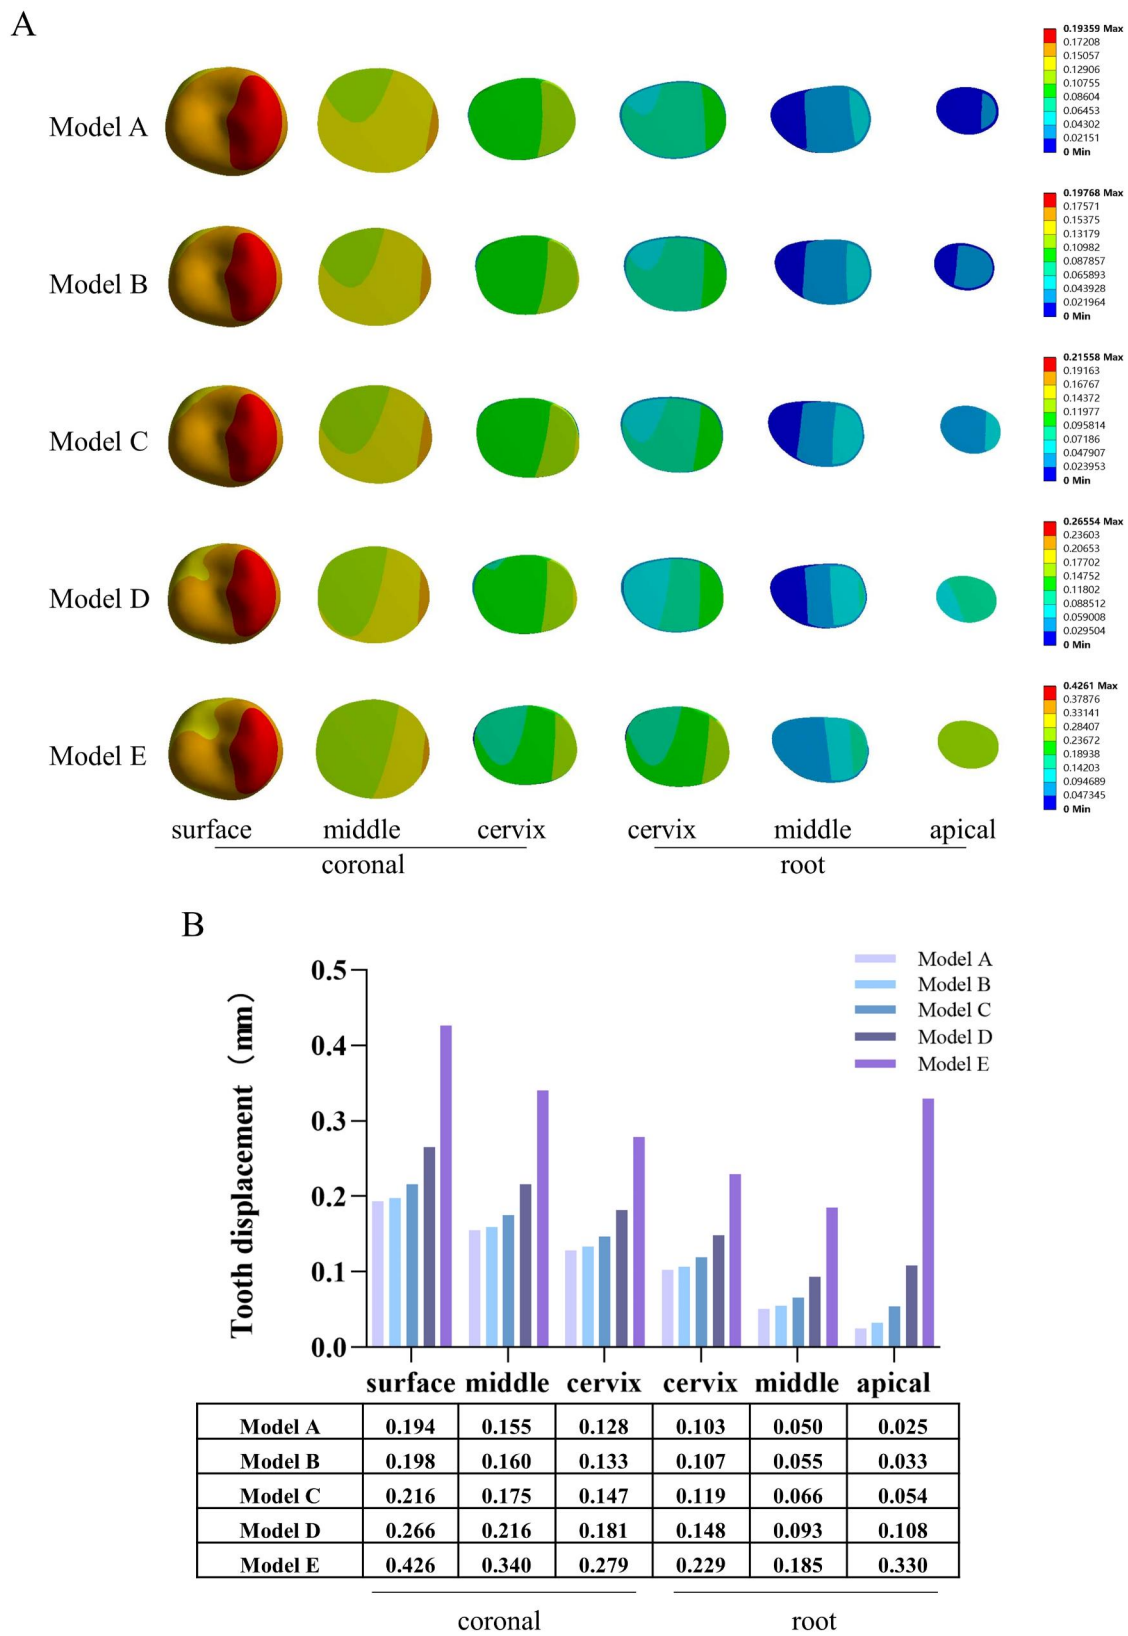 A
Model A
0.19359 Max
0.17208
0.15057
0.12906
0.10755
0.08604
0.06453
0.04302
0.02151
0 Min
Model B
0.19768 Max
0.17571
0.15375
0.13179
0.10982
0.087857
0.065893
0.043928
0.021964
0 Min
Model C
0.21558 Max
0.19163
0.16767
0.14372
0.11977
0.095814
0.07186
0.047907
0.023953
0 Min
Model D
0.26554 Max
0.23603
0.20653
0.17702
0.14752
0.11802
0.088512
0.059008
0.029504
0 Min
Model E
0.4261 Max
0.37876
0.33141
0.28407
0.23672
0.18938
0.14203
0.094689
0.047345
0 Min
surface middle cervix cervix middle apical
coronal root
B
Model A
Model B
Model C
Model D
Model E
Tooth displacement（mm）
0.5
0.4
0.3
0.2
0.1
0.0
surface middle cervix cervix middle apical
Model A 0.194 0.155 0.128 0.103 0.050 0.025
Model B 0.198 0.160 0.133 0.107 0.055 0.033
Model C 0.216 0.175 0.147 0.119 0.066 0.054
Model D 0.266 0.216 0.181 0.148 0.093 0.108
Model E 0.426 0.340 0.279 0.229 0.185 0.330
coronal root